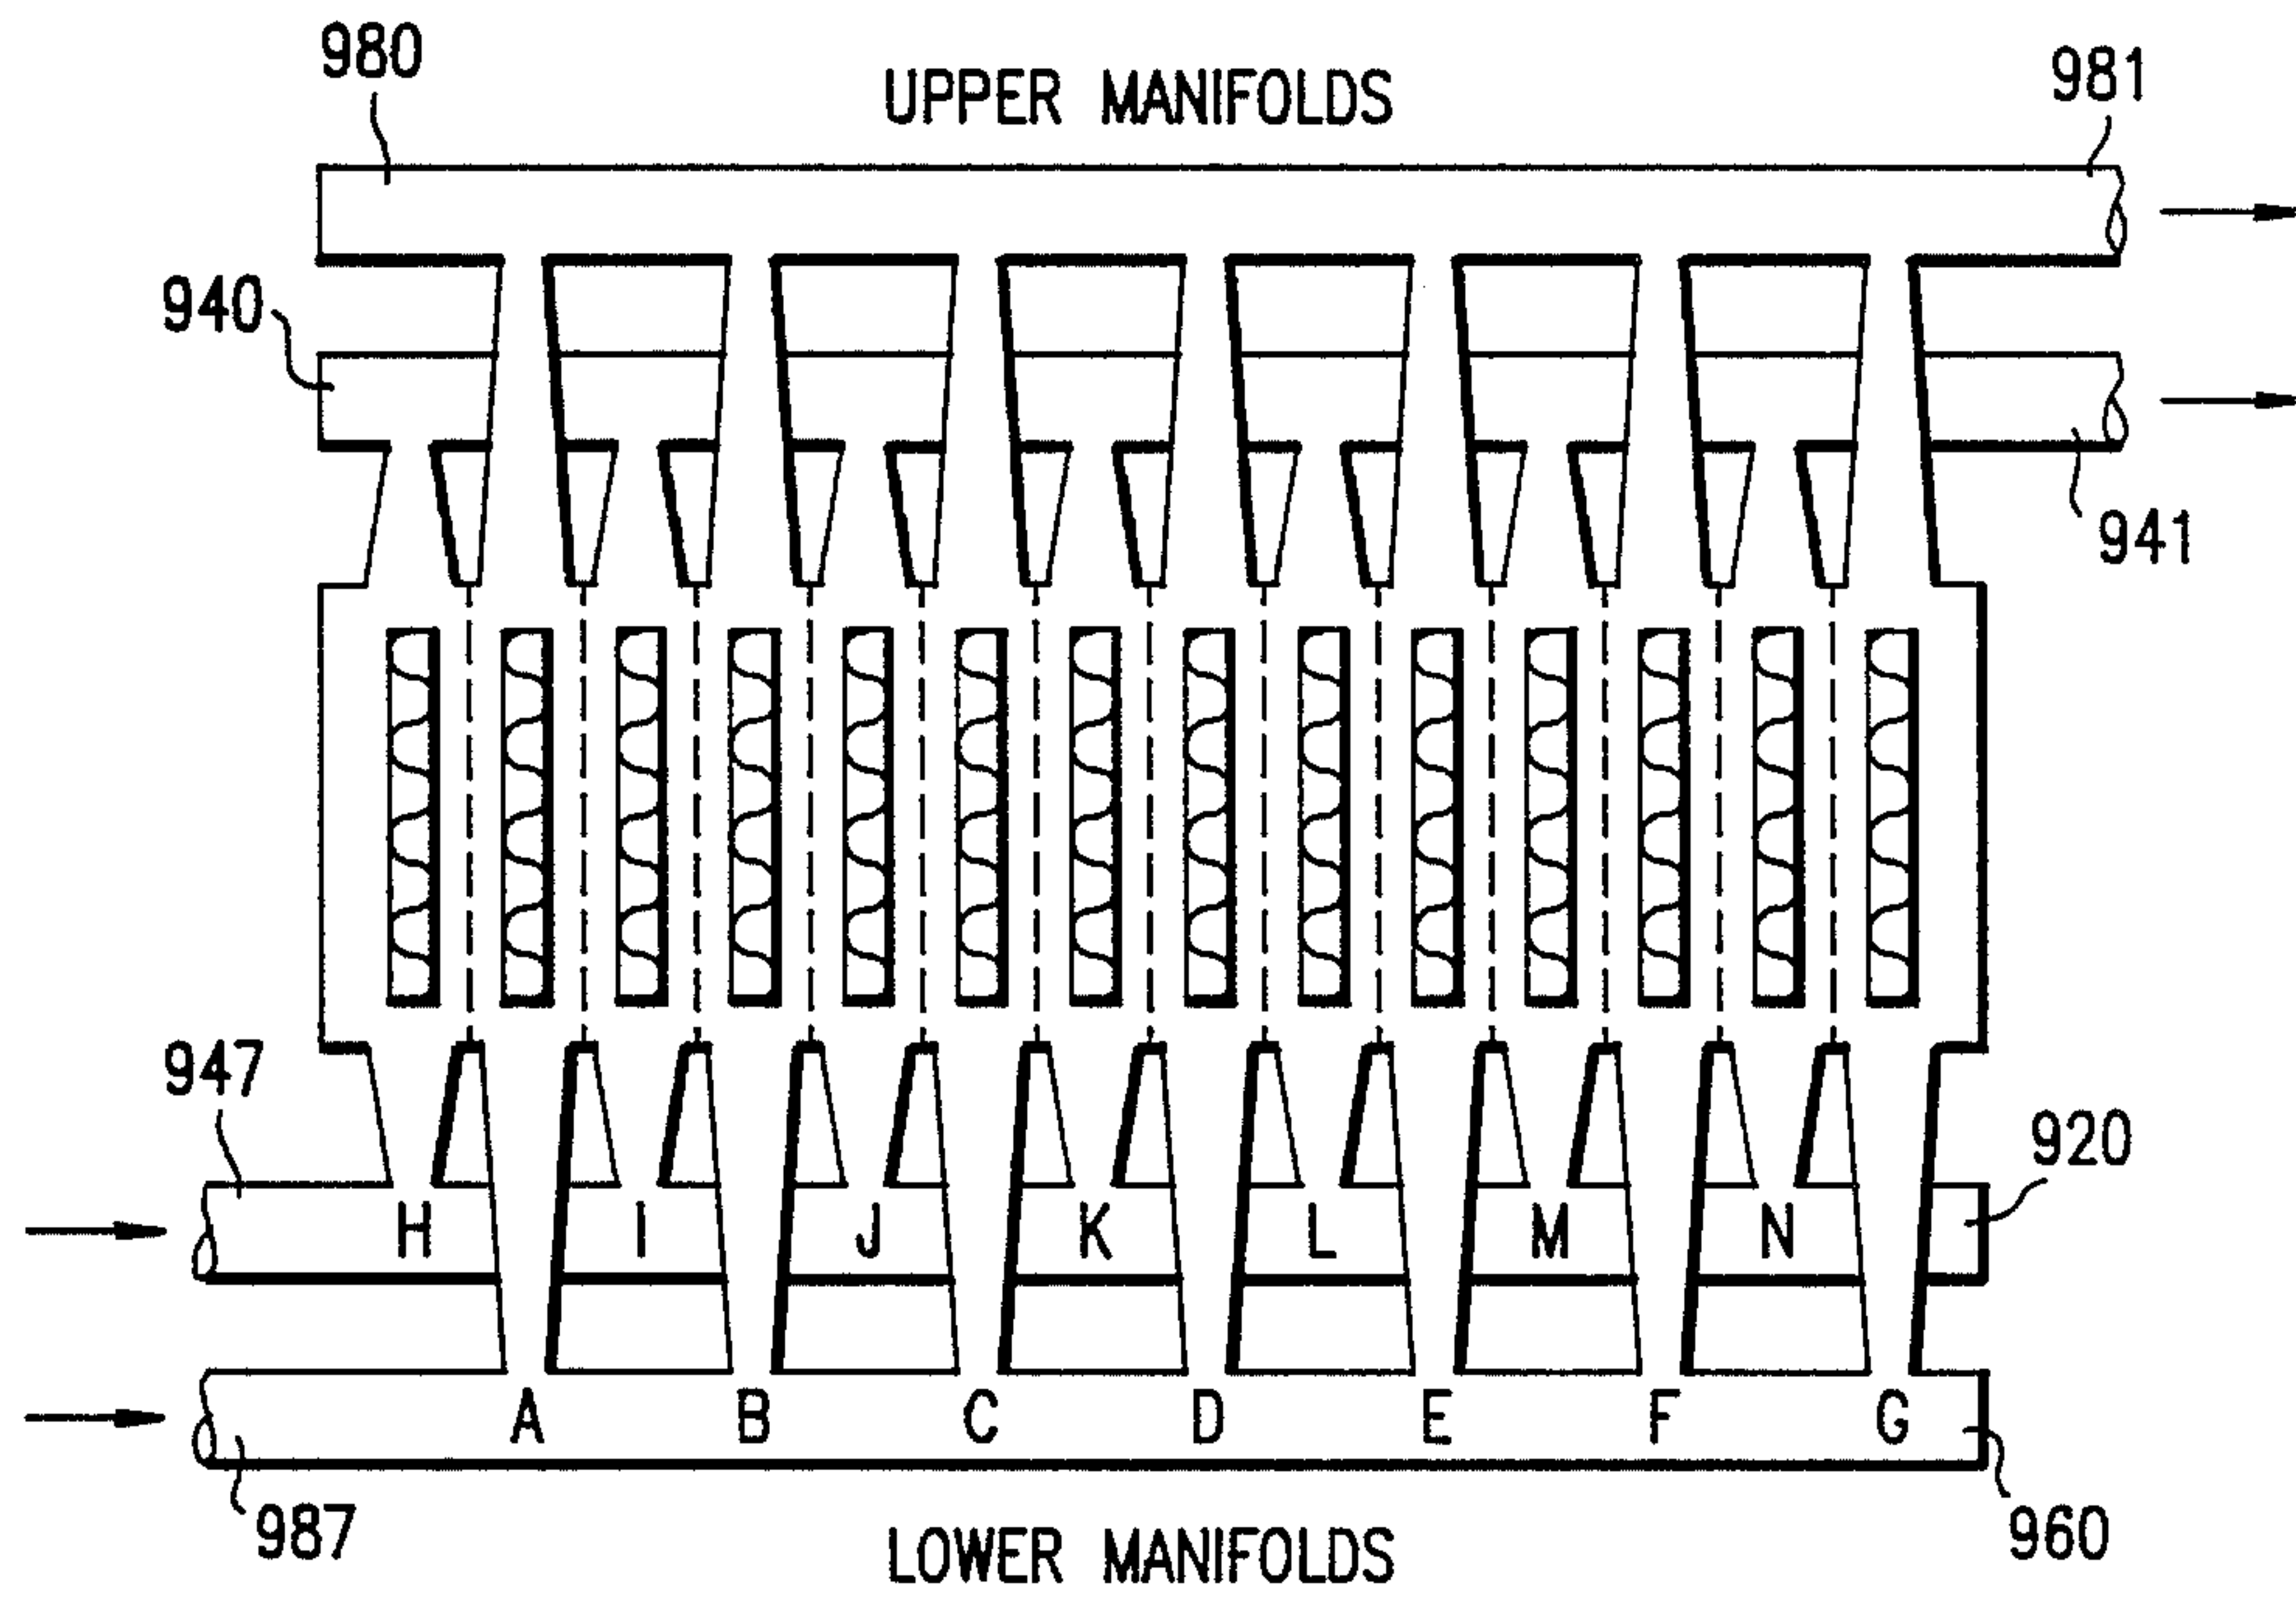 980
UPPER MANIFOLDS
981
940
941
947
920
H I J K L M N
A B C D E F G
987
960
LOWER MANIFOLDS